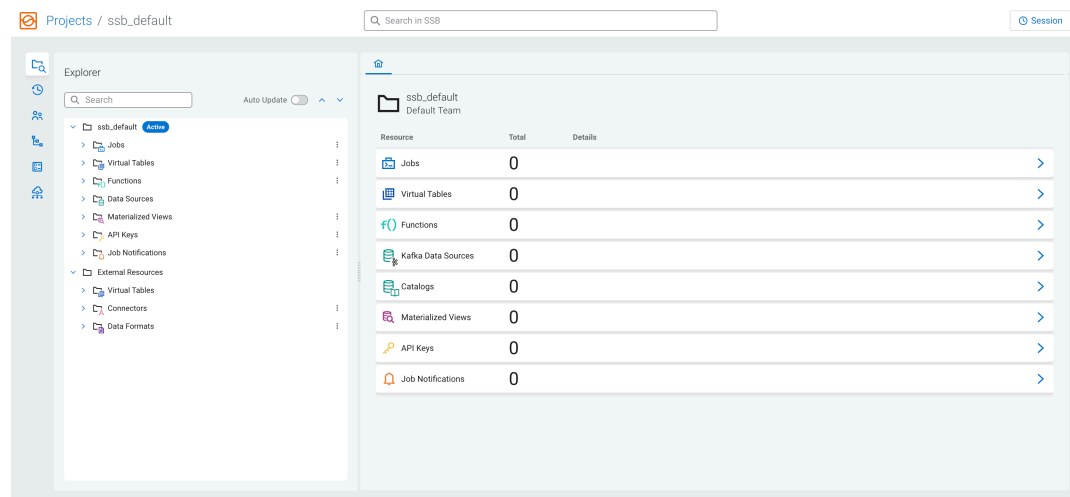 Projects / ssb_default
Search in SSB
Session
Explorer
Search
Auto Update
ssb_default Active
Jobs
Virtual Tables
Functions
Data Sources
Materialized Views
API Keys
Job Notifications
External Resources
Virtual Tables
Connectors
Data Formats
ssb_default
Default Team
Resource Total Details
Jobs 0
Virtual Tables 0
f() Functions 0
Kafka Data Sources 0
Catalogs 0
Materialized Views 0
API Keys 0
Job Notifications 0